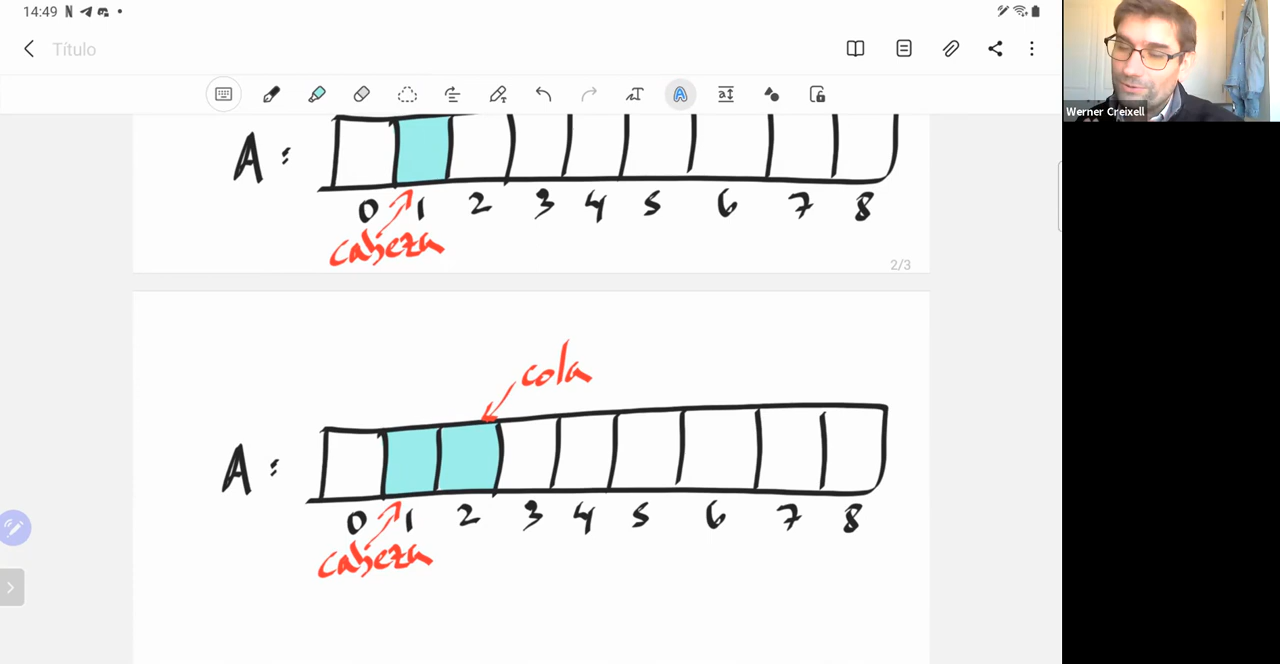 14:49
Título
Werner Creixell
A:
0 1 2 3 4 5 6 7 8
cabeza
2/3
cola
A:
0 1 2 3 4 5 6 7 8
cabeza